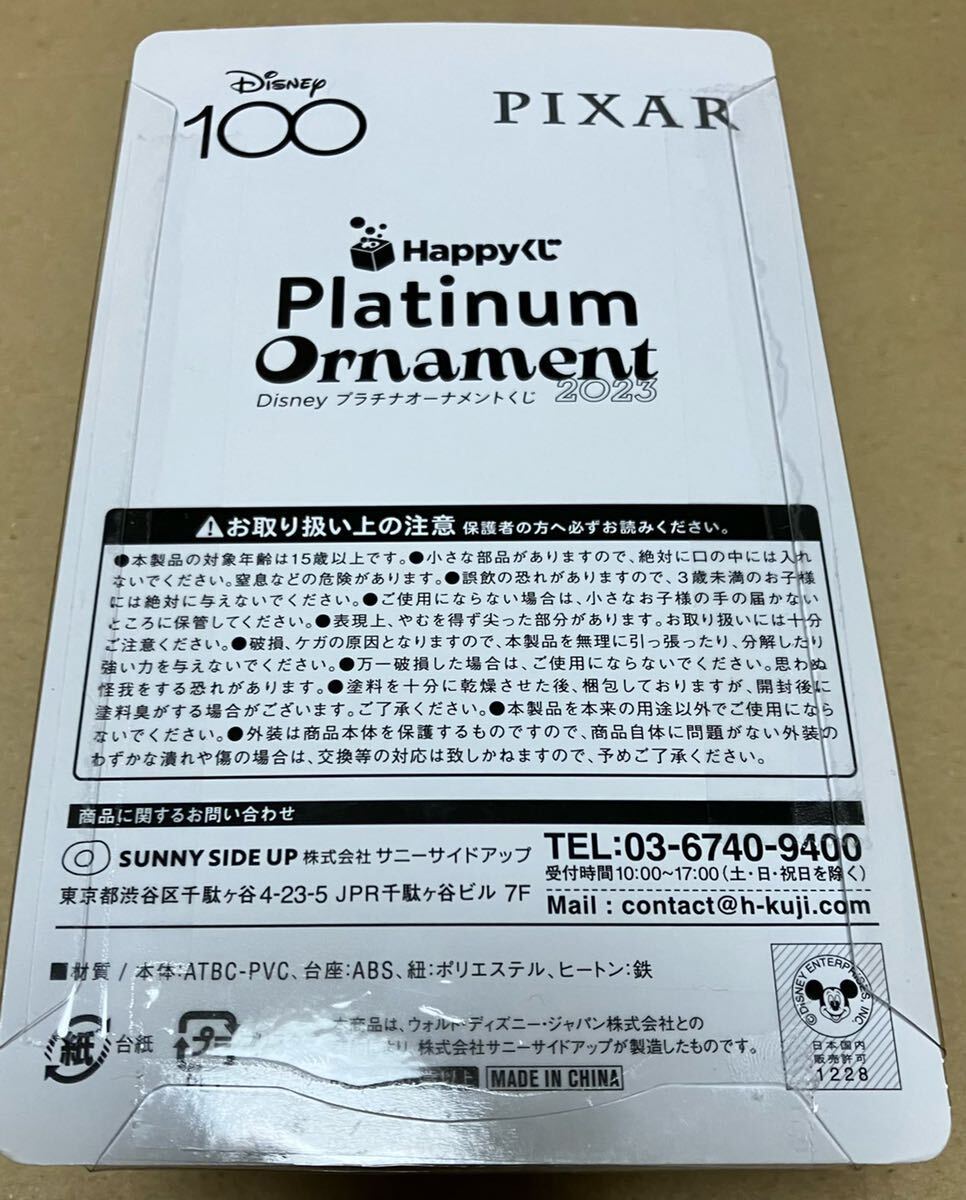 Disney
100
PIXAR
Happyくじ
Platinum
Ornament
2023
Disney プラチナオーナメントくじ
お取り扱い上の注意 保護者の方へ必ずお読みください。
●本製品の対象年齢は15歳以上です。●小さな部品がありますので、絶対に口の中には入れ
ないでください。窒息などの危険があります。●誤飲の恐れがありますので、3歳未満のお子様
には絶対に与えないでください。●ご使用にならない場合は、小さなお子様の手の届かない
ところに保管してください。●表現上、やむを得ず尖った部分があります。お取り扱いには十分
ご注意ください。●破損、ケガの原因となりますので、本製品を無理に引っ張ったり、分解したり
強い力を与えないでください。●万一破損した場合は、ご使用にならないでください。思わぬ
怪我をする恐れがあります。●塗料を十分に乾燥させた後、梱包しておりますが、開封後に
塗料臭がする場合がございます。ご了承ください。●本製品を本来の用途以外でご使用になら
ないでください。●外装は商品本体を保護するものですので、商品自体に問題がない外装の
わずかな潰れや傷の場合は、交換等の対応は致しかねますので、予めご了承ください。
商品に関するお問い合わせ
SUNNY SIDE UP 株式会社 サニーサイドアップ
東京都渋谷区千駄ヶ谷4-23-5 JPR千駄ヶ谷ビル 7F
TEL:03-6740-9400
受付時間10:00~17:00(土・日・祝日を除く)
Mail : contact@h-kuji.com
■材質 / 本体:ATBC-PVC、台座:ABS、紐:ポリエステル、ヒートン:鉄
紙 台紙
プラ
本商品は、ウォルト・ディズニー・ジャパン株式会社との
より、株式会社サニーサイドアップが製造したものです。
MADE IN CHINA
©DISNEY ENTERPRISES, INC.
日本国内
販売許可
1228